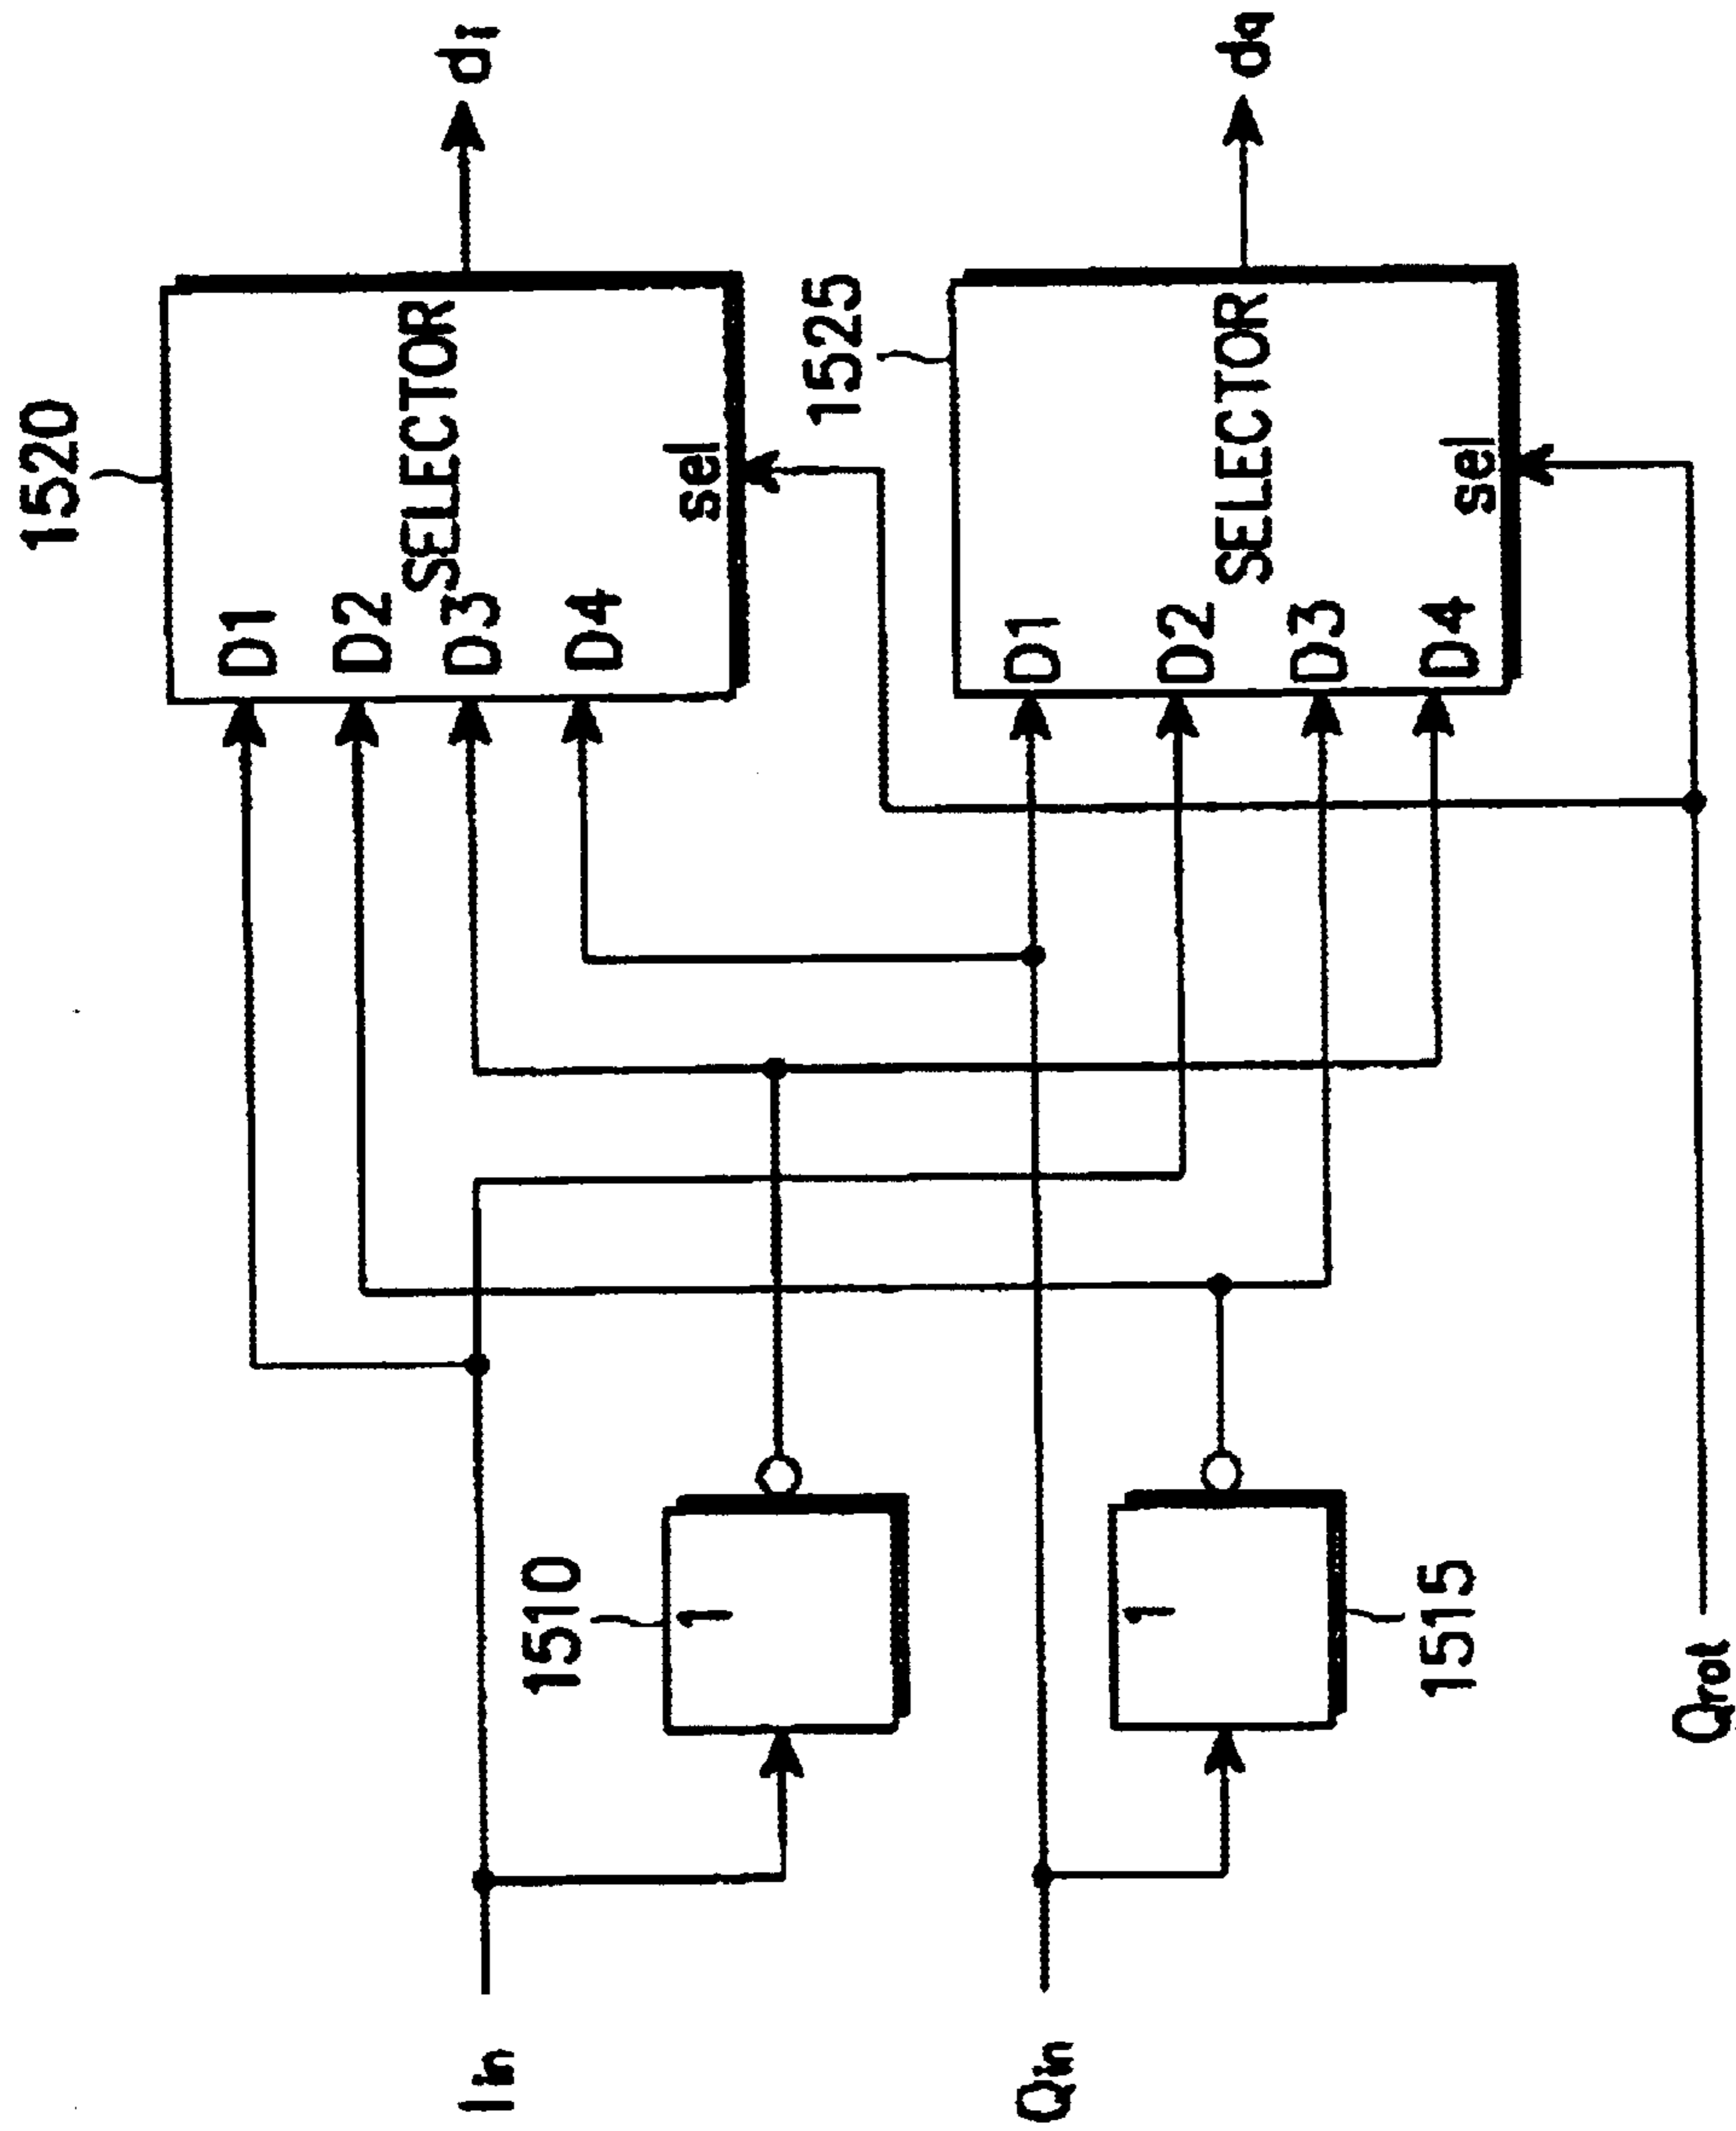 Iin
Qin
Qrot
1510
1
1515
1
1520
D1
D2
D3
D4
SELECTOR
sel
di
1525
D1
D2
D3
D4
SELECTOR
sel
dq